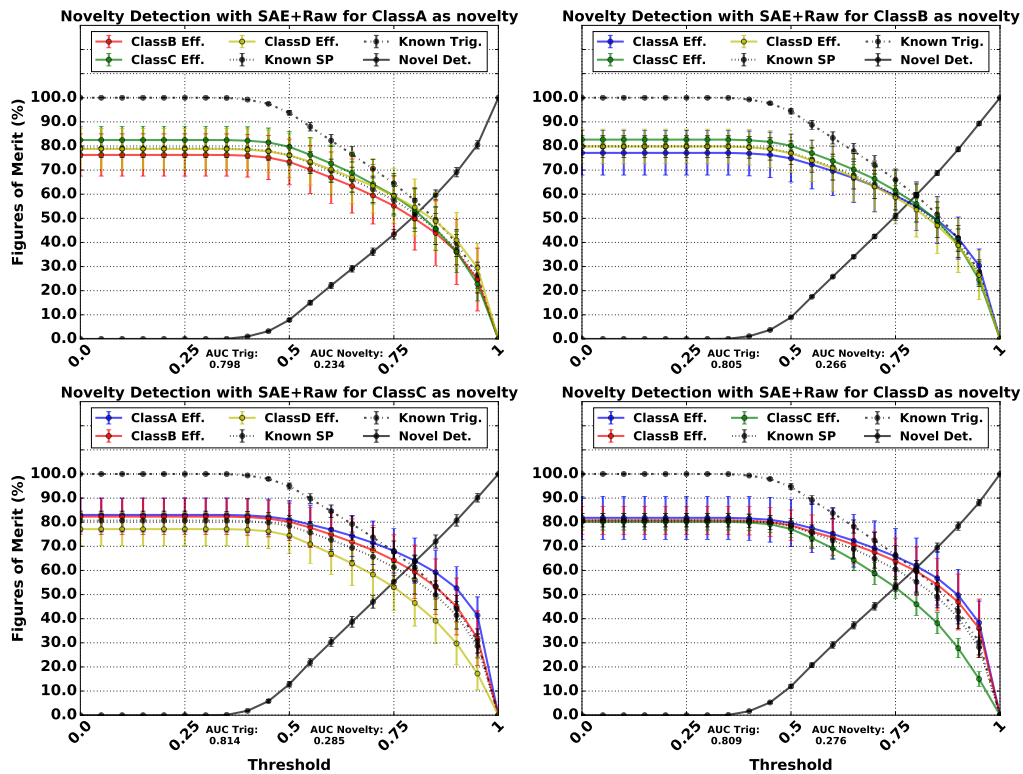 Novelty Detection with SAE+Raw for ClassA as novelty
ClassB Eff. ClassD Eff. Known Trig.
ClassC Eff. Known SP Novel Det.
Figures of Merit (%)
100.0
90.0
80.0
70.0
60.0
50.0
40.0
30.0
20.0
10.0
0.0
0.0 0.25 0.5 0.75 1
AUC Trig: AUC Novelty:
0.798 0.234
Novelty Detection with SAE+Raw for ClassB as novelty
ClassA Eff. ClassD Eff. Known Trig.
ClassC Eff. Known SP Novel Det.
100.0
90.0
80.0
70.0
60.0
50.0
40.0
30.0
20.0
10.0
0.0
0.0 0.25 0.5 0.75 1
AUC Trig: AUC Novelty:
0.805 0.266
Novelty Detection with SAE+Raw for ClassC as novelty
ClassA Eff. ClassD Eff. Known Trig.
ClassB Eff. Known SP Novel Det.
Figures of Merit (%)
100.0
90.0
80.0
70.0
60.0
50.0
40.0
30.0
20.0
10.0
0.0
0.0 0.25 0.5 0.75 1
AUC Trig: AUC Novelty:
0.814 0.285
Threshold
Novelty Detection with SAE+Raw for ClassD as novelty
ClassA Eff. ClassC Eff. Known Trig.
ClassB Eff. Known SP Novel Det.
100.0
90.0
80.0
70.0
60.0
50.0
40.0
30.0
20.0
10.0
0.0
0.0 0.25 0.5 0.75 1
AUC Trig: AUC Novelty:
0.809 0.276
Threshold